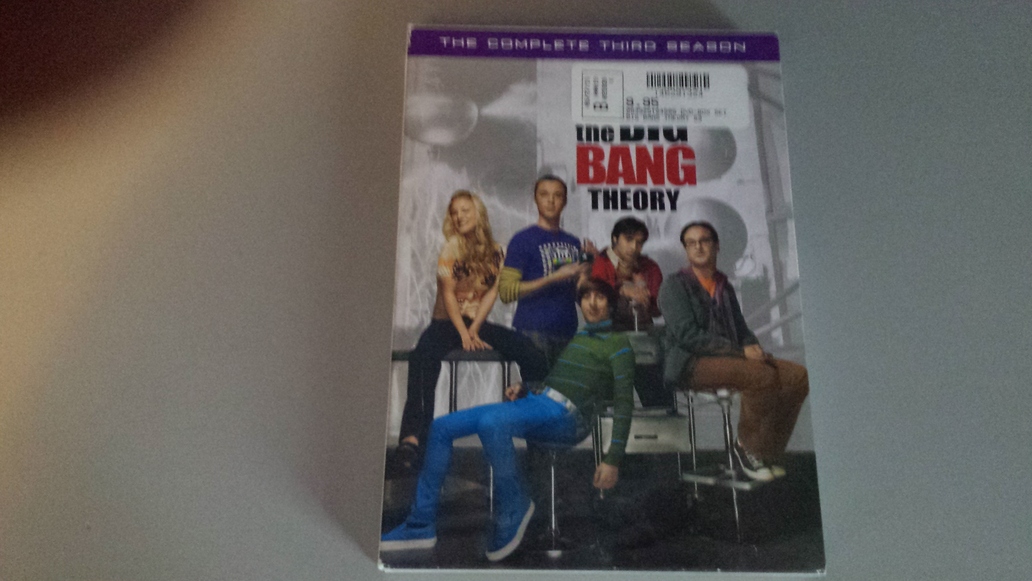 THE COMPLETE THIRD SEASON
B
9.95
the BIG
BANG
THEORY